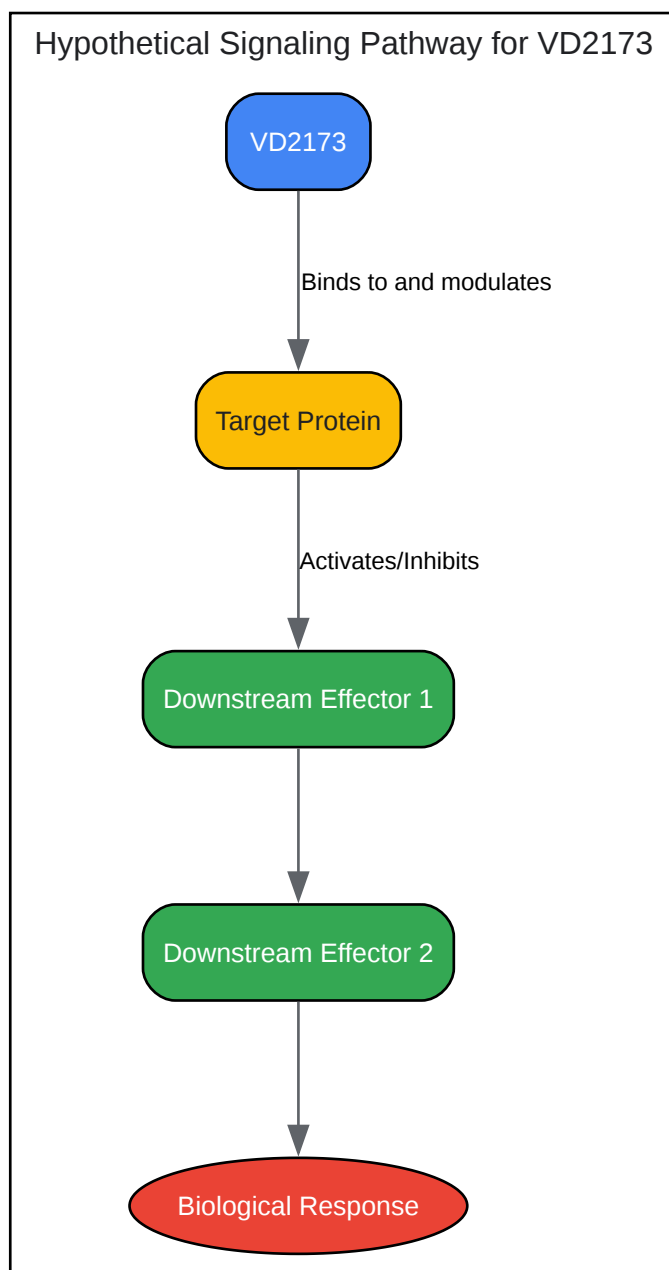 Hypothetical Signaling Pathway for VD2173
VD2173
Binds to and modulates
Target Protein
Activates/Inhibits
Downstream Effector 1
Downstream Effector 2
Biological Response